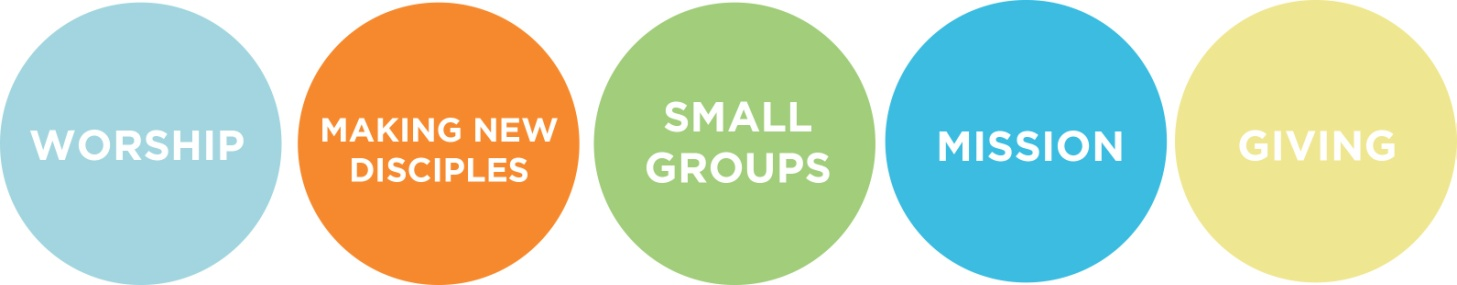 WORSHIP
MAKING NEW
DISCIPLES
SMALL
GROUPS
MISSION
GIVING